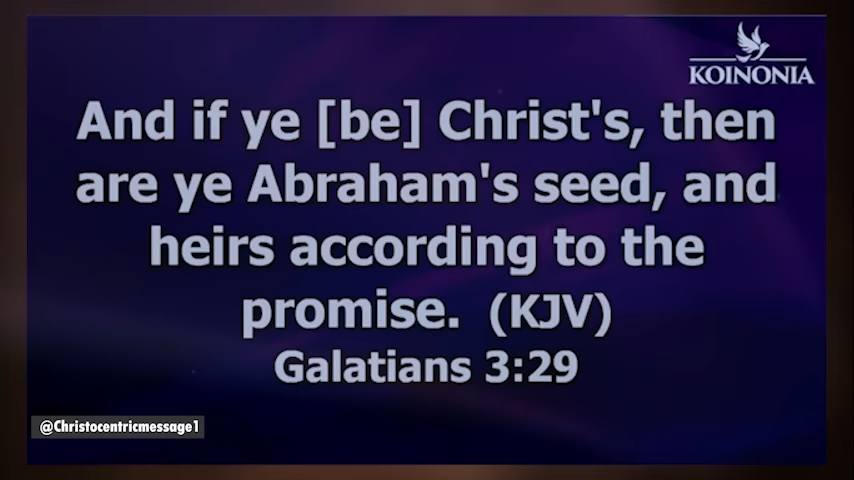 KOINONIA
And if ye [be] Christ's, then
are ye Abraham's seed, and
heirs according to the
promise. (KJV)
Galatians 3:29
@Christocentricmessage1